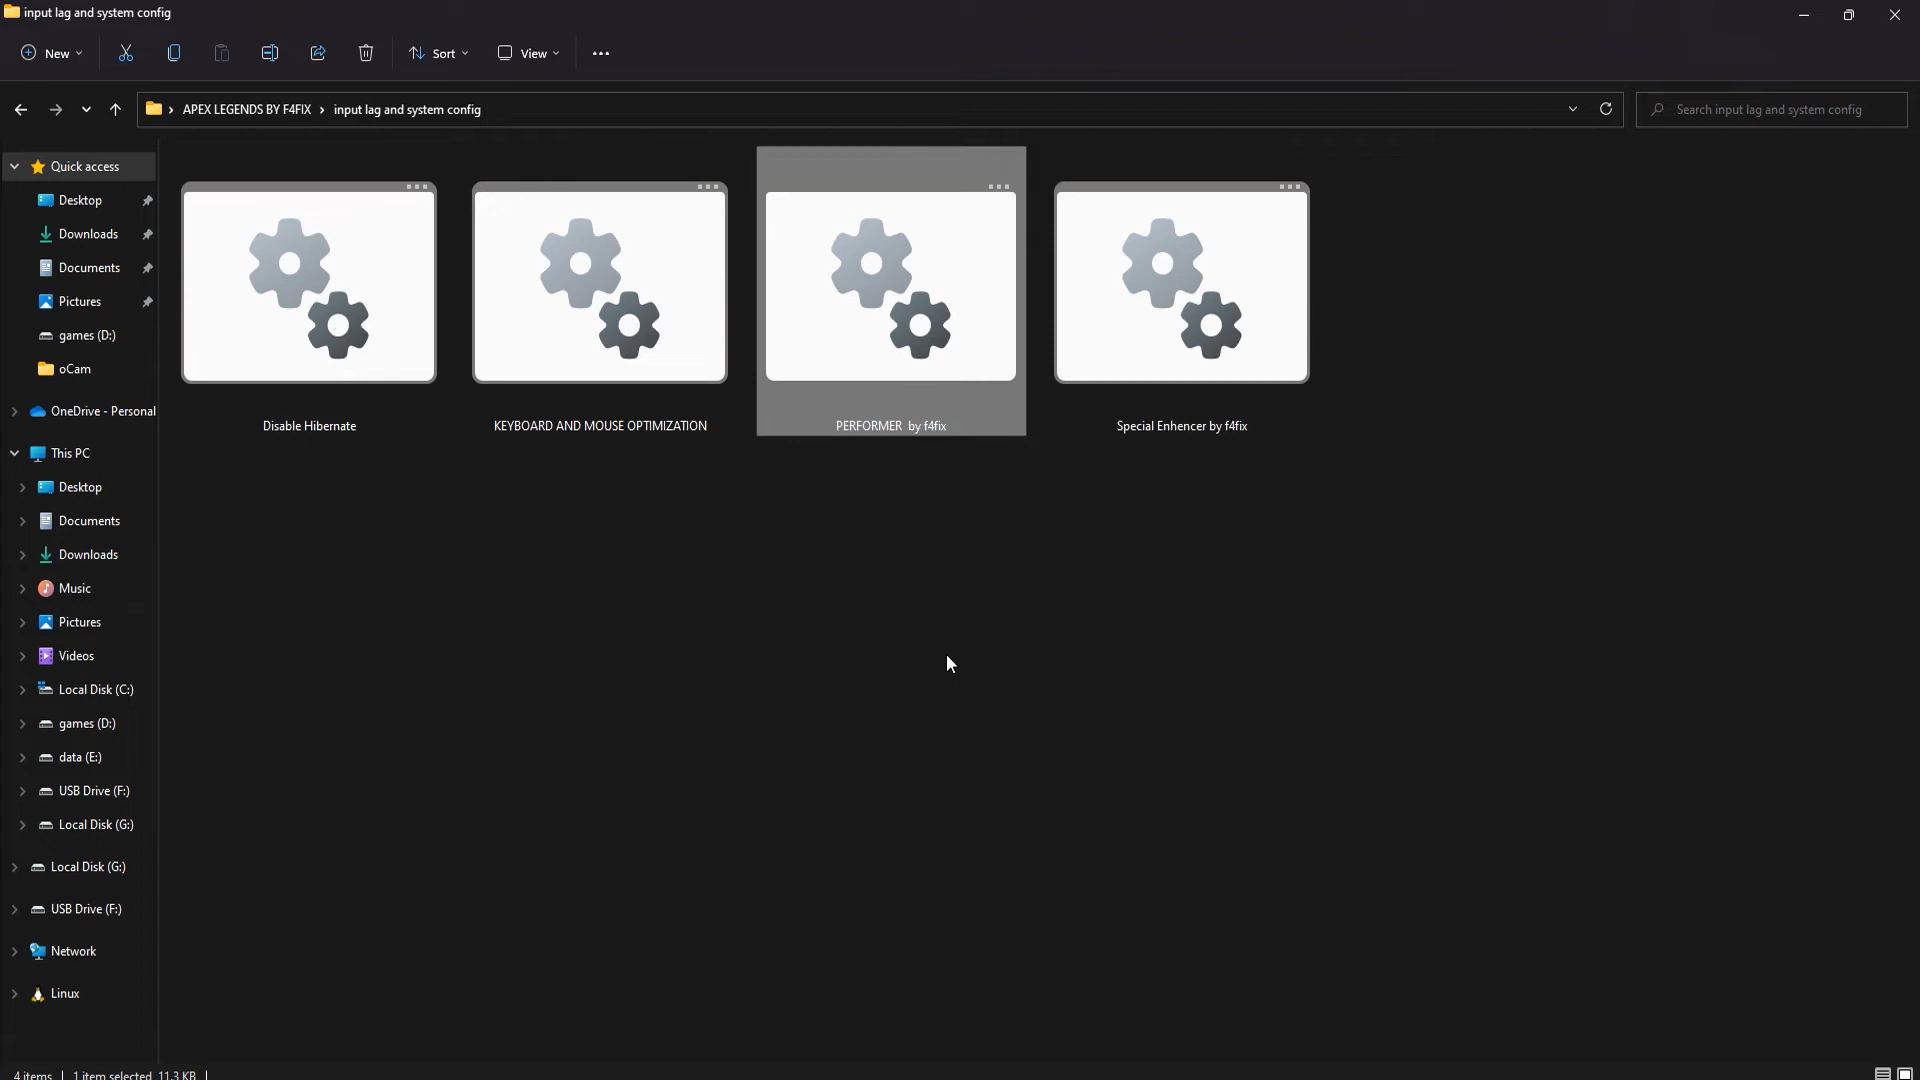 input lag and system config
New
Sort
View
APEX LEGENDS BY F4FIX
input lag and system config
Search input lag and system config
Quick access
Desktop
Downloads
Documents
Pictures
games (D:)
oCam
OneDrive - Personal
This PC
Desktop
Documents
Downloads
Music
Pictures
Videos
Local Disk (C:)
games (D:)
data (E:)
USB Drive (F:)
Local Disk (G:)
Local Disk (G:)
USB Drive (F:)
Network
Linux
Disable Hibernate
KEYBOARD AND MOUSE OPTIMIZATION
PERFORMER by f4fix
Special Enhencer by f4fix
4 items
1 item selected 11.3 KB